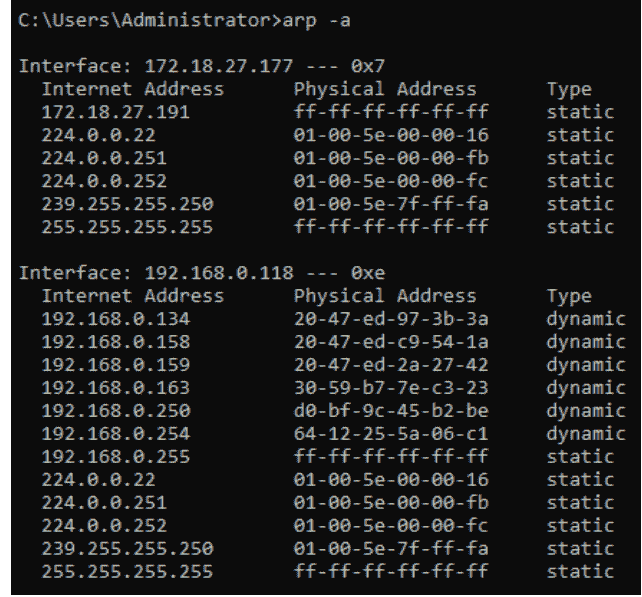 C:\Users\Administrator>arp -a
Interface: 172.18.27.177 --- 0x7
Internet Address Physical Address Type
172.18.27.191 ff-ff-ff-ff-ff-ff static
224.0.0.22 01-00-5e-00-00-16 static
224.0.0.251 01-00-5e-00-00-fb static
224.0.0.252 01-00-5e-00-00-fc static
239.255.255.250 01-00-5e-7f-ff-fa static
255.255.255.255 ff-ff-ff-ff-ff-ff static
Interface: 192.168.0.118 --- 0xe
Internet Address Physical Address Type
192.168.0.134 20-47-ed-97-3b-3a dynamic
192.168.0.158 20-47-ed-c9-54-1a dynamic
192.168.0.159 20-47-ed-2a-27-42 dynamic
192.168.0.163 30-59-b7-7e-c3-23 dynamic
192.168.0.250 d0-bf-9c-45-b2-be dynamic
192.168.0.254 64-12-25-5a-06-c1 dynamic
192.168.0.255 ff-ff-ff-ff-ff-ff static
224.0.0.22 01-00-5e-00-00-16 static
224.0.0.251 01-00-5e-00-00-fb static
224.0.0.252 01-00-5e-00-00-fc static
239.255.255.250 01-00-5e-7f-ff-fa static
255.255.255.255 ff-ff-ff-ff-ff-ff static